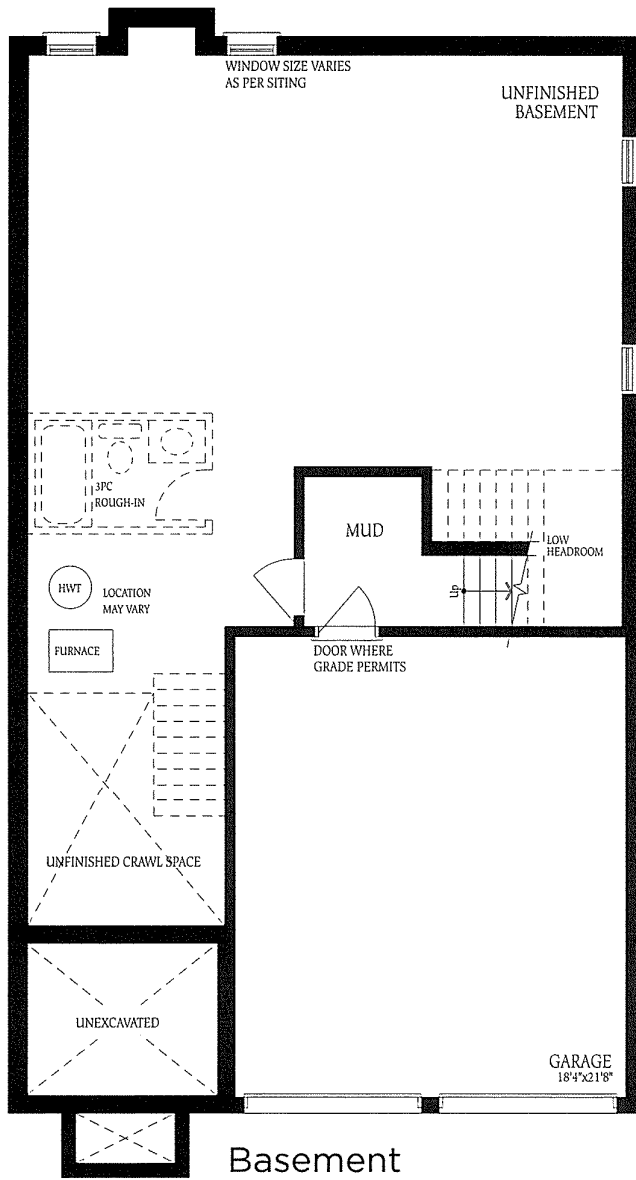 WINDOW SIZE VARIES
AS PER SITING
UNFINISHED
BASEMENT
3PC
ROUGH-IN
MUD
LOW
HEADROOM
HWT
LOCATION
MAY VARY
Up
FURNACE
DOOR WHERE
GRADE PERMITS
UNFINISHED CRAWL SPACE
UNEXCAVATED
GARAGE
18'4"x21'8"
Basement